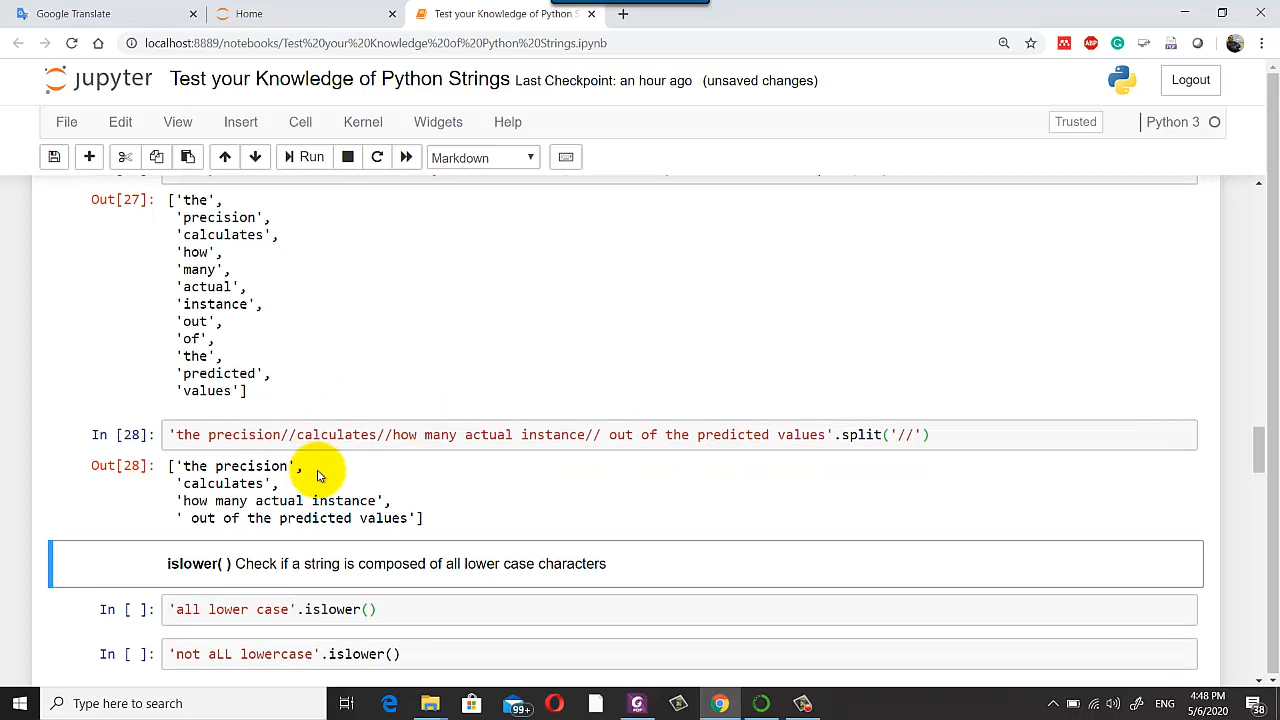 Google Translate
Home
Test your Knowledge of Python S
localhost:8889/notebooks/Test%20your%20Knowledge%20of%20Python%20Strings.ipynb
ABP
jupyter
Test your Knowledge of Python Strings Last Checkpoint: an hour ago (unsaved changes)
Logout
File Edit View Insert Cell Kernel Widgets Help
Trusted
Python 3
Run
Markdown
Out[27]: ['the',
'precision',
'calculates',
'how',
'many',
'actual',
'instance',
'out',
'of',
'the',
'predicted',
'values']
In [28]: 'the precision//calculates//how many actual instance// out of the predicted values'.split('//')
Out[28]: ['the precision',
'calculates',
'how many actual instance',
' out of the predicted values']
islower( ) Check if a string is composed of all lower case characters
In [ ]: 'all lower case'.islower()
In [ ]: 'not aLL lowercase'.islower()
Type here to search
99+
ENG
4:48 PM
5/6/2020
38